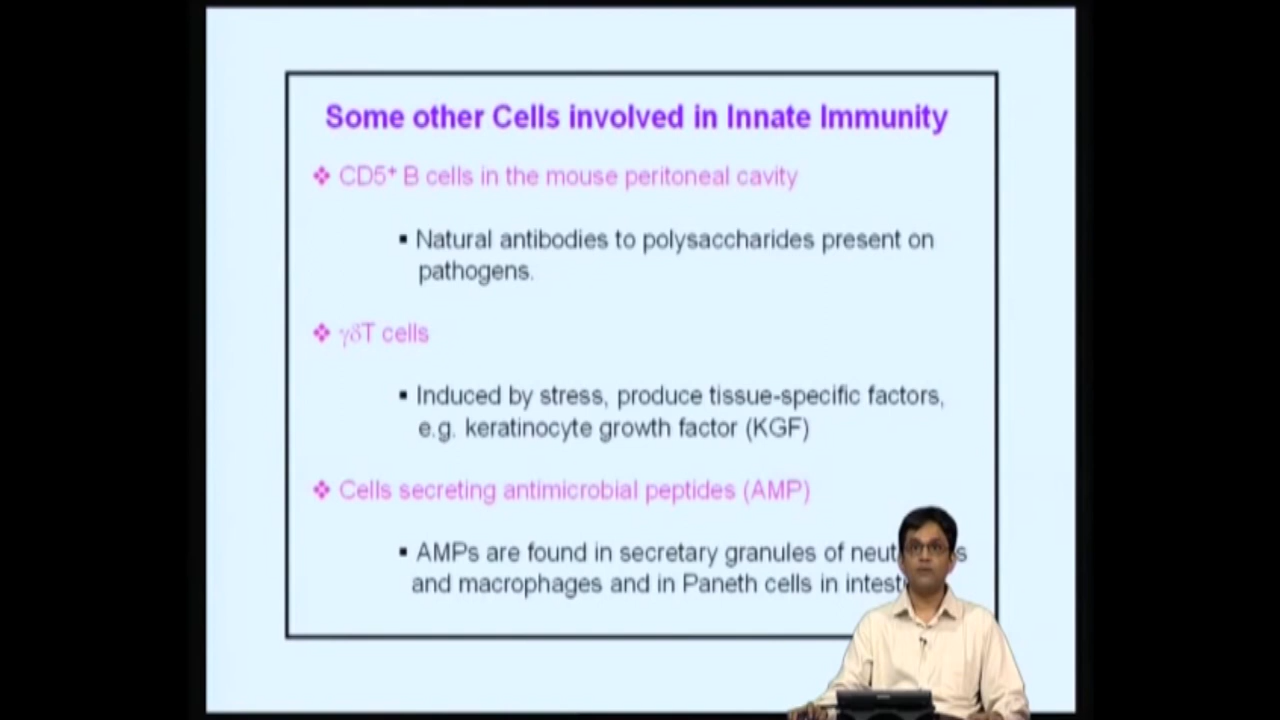 Some other Cells involved in Innate Immunity
❖ CD5⁺ B cells in the mouse peritoneal cavity
▪ Natural antibodies to polysaccharides present on
pathogens.
❖ γδT cells
▪ Induced by stress, produce tissue-specific factors,
e.g. keratinocyte growth factor (KGF)
❖ Cells secreting antimicrobial peptides (AMP)
▪ AMPs are found in secretary granules of
and macrophages and in Paneth cells in